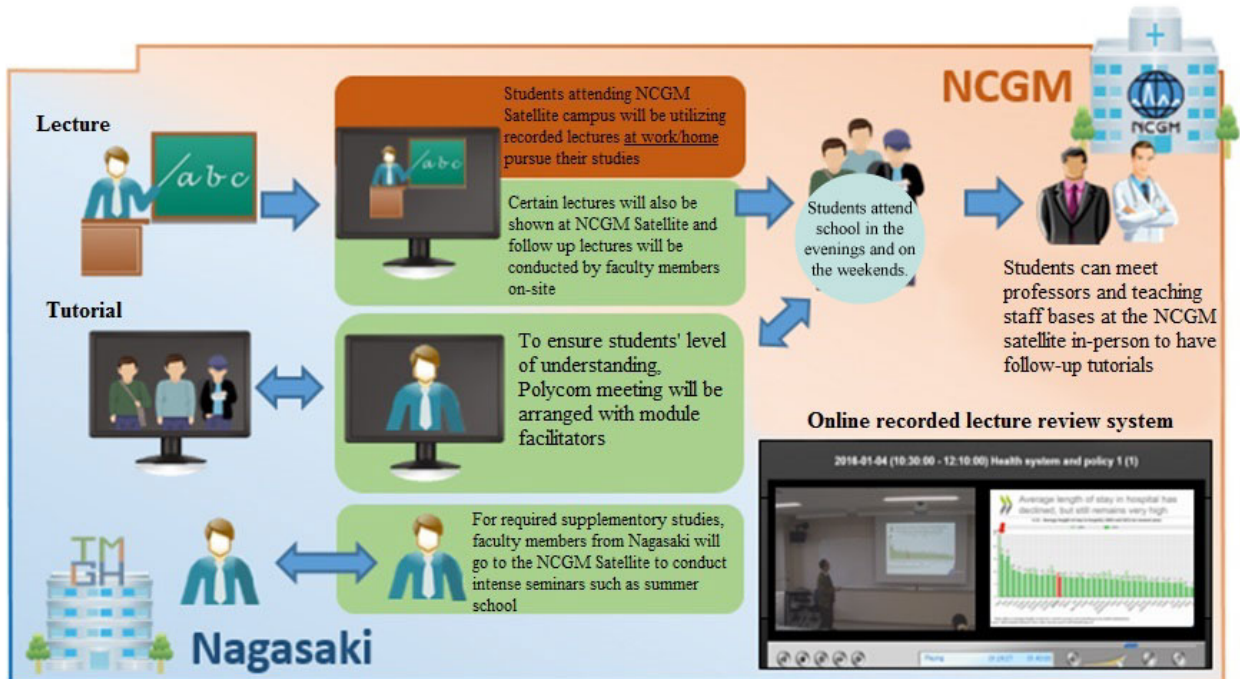 NCGM
NCGM
Lecture
abc
Students attending NCGM
Satellite campus will be utilizing
recorded lectures at work/home
pursue their studies
abc
Certain lectures will also be
shown at NCGM Satellite and
follow up lectures will be
conducted by faculty members
on-site
Students attend
school in the
evenings and on
the weekends.
Students can meet
professors and teaching
staff bases at the NCGM
satellite in-person to have
follow-up tutorials
Tutorial
To ensure students' level
of understanding,
Polycom meeting will be
arranged with module
facilitators
Online recorded lecture review system
2016-01-04 (10:30:00 - 12:10:00) Health system and policy 1 (1)
Average length of stay in hospital has
declined, but still remains very high
Playing
TM
GH
Nagasaki
For required supplementary studies,
faculty members from Nagasaki will
go to the NCGM Satellite to conduct
intense seminars such as summer
school